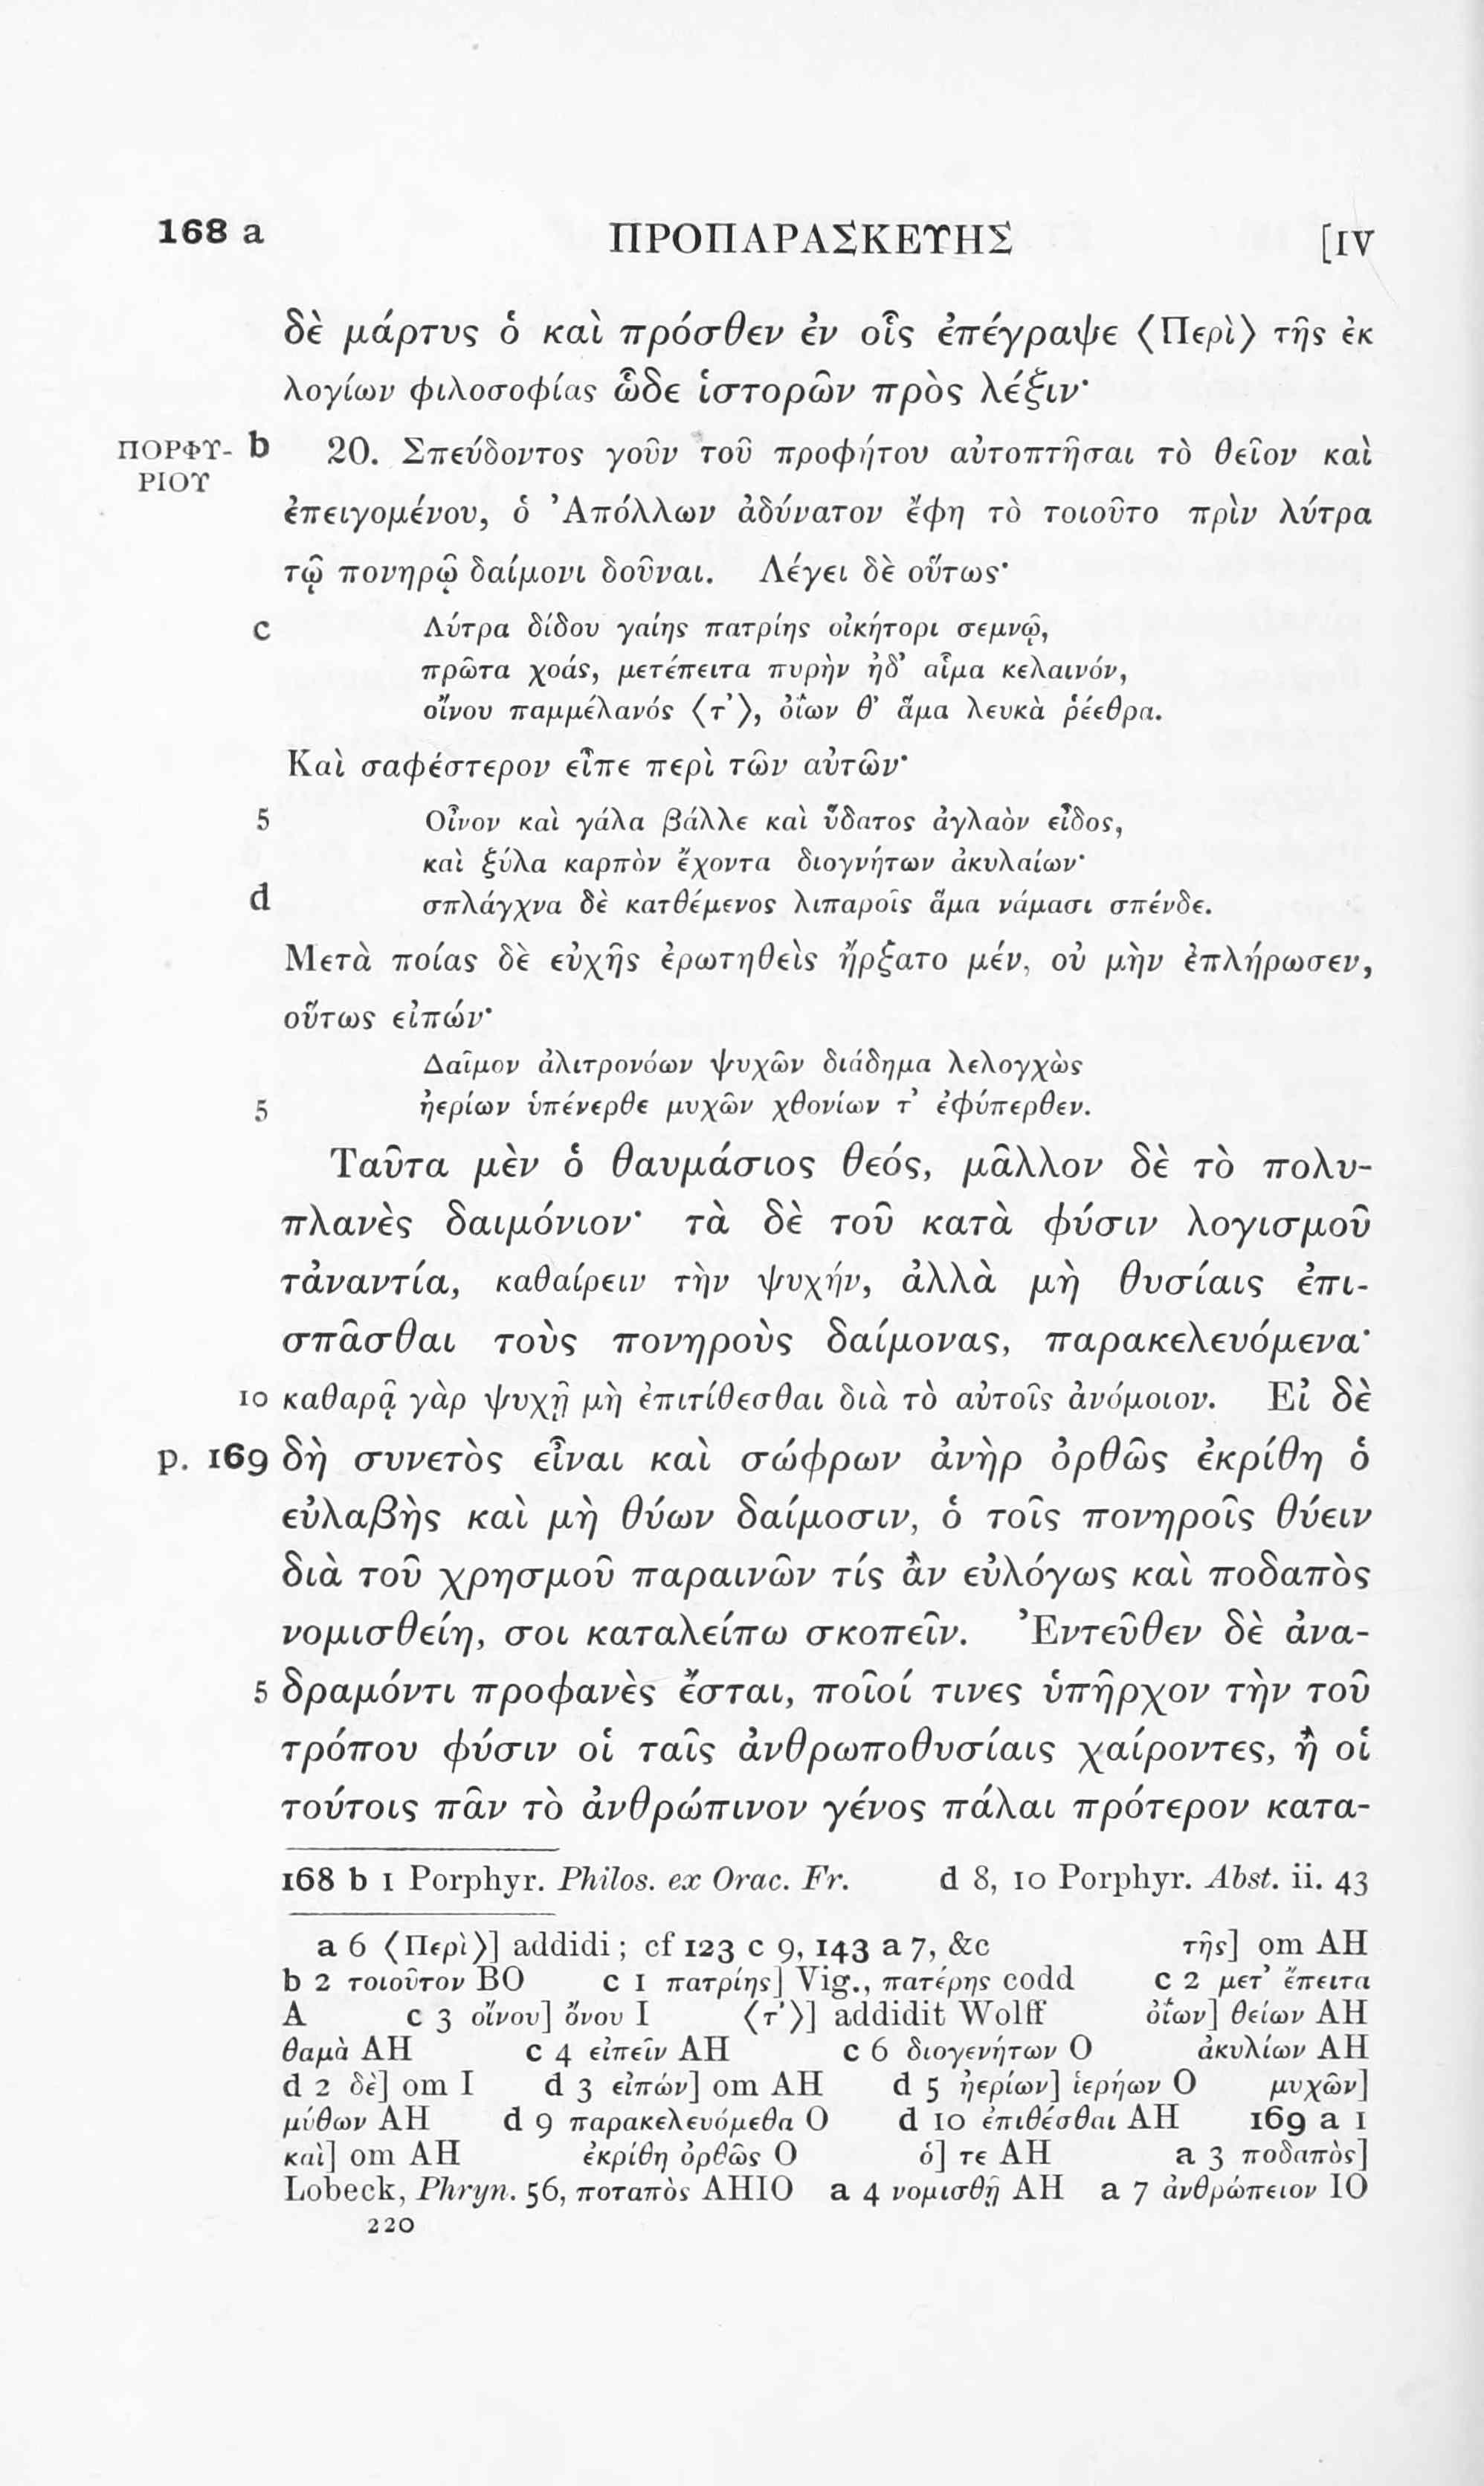 168 a ΠΡΟΠΑΡΑΣΚΕΥΗΣ [IV
δὲ μάρτυς ὁ καὶ πρόσθεν ἐν οἷς ἐπέγραψε ⟨Περὶ⟩ τῆς ἐκ
λογίων φιλοσοφίας ὧδε ἱστορῶν πρὸς λέξιν·
ΠΟΡΦΥ- b 20. Σπεύδοντος γοῦν τοῦ προφήτου αὐτοπτῆσαι τὸ θεῖον καὶ
ΡΙΟΥ
ἐπειγομένου, ὁ Ἀπόλλων ἀδύνατον ἔφη τὸ τοιοῦτο πρὶν λύτρα
τῷ πονηρῷ δαίμονι δοῦναι. Λέγει δὲ οὕτως·
c Λύτρα δίδου γαίης πατρίης οἰκήτορι σεμνῷ,
πρῶτα χοάς, μετέπειτα πυρὴν ἠδ’ αἷμα κελαινόν,
οἴνου παμμέλανός ⟨τ’⟩, ὀΐων θ’ ἅμα λευκὰ ῥέεθρα.
Καὶ σαφέστερον εἶπε περὶ τῶν αὐτῶν·
5 Οἶνον καὶ γάλα βάλλε καὶ ὕδατος ἀγλαὸν εἶδος,
καὶ ξύλα καρπὸν ἔχοντα διογνήτων ἀκυλαίων·
d σπλάγχνα δὲ κατθέμενος λιπαροῖς ἅμα νάμασι σπένδε.
Μετὰ ποίας δὲ εὐχῆς ἐρωτηθεὶς ἤρξατο μέν, οὐ μὴν ἐπλήρωσεν,
οὕτως εἰπών·
Δαῖμον ἀλιτρονόων ψυχῶν διάδημα λελογχὼς
5 ἠερίων ὑπένερθε μυχῶν χθονίων τ’ ἐφύπερθεν.
Ταῦτα μὲν ὁ θαυμάσιος θεός, μᾶλλον δὲ τὸ πολυ-
πλανὲς δαιμόνιον· τὰ δὲ τοῦ κατὰ φύσιν λογισμοῦ
τἀναντία, καθαίρειν τὴν ψυχήν, ἀλλὰ μὴ θυσίαις ἐπι-
σπᾶσθαι τοὺς πονηροὺς δαίμονας, παρακελευόμενα·
10 καθαρᾷ γὰρ ψυχῇ μὴ ἐπιτίθεσθαι διὰ τὸ αὐτοῖς ἀνόμοιον. Εἰ δὲ
p. 169 δὴ συνετὸς εἶναι καὶ σώφρων ἀνὴρ ὀρθῶς ἐκρίθη ὁ
εὐλαβὴς καὶ μὴ θύων δαίμοσιν, ὁ τοῖς πονηροῖς θύειν
διὰ τοῦ χρησμοῦ παραινῶν τίς ἂν εὐλόγως καὶ ποδαπὸς
νομισθείη, σοι καταλείπω σκοπεῖν. Ἐντεῦθεν δὲ ἀνα-
5 δραμόντι προφανὲς ἔσται, ποῖοί τινες ὑπῆρχον τὴν τοῦ
τρόπου φύσιν οἱ ταῖς ἀνθρωποθυσίαις χαίροντες, ἢ οἱ
τούτοις πᾶν τὸ ἀνθρώπινον γένος πάλαι πρότερον κατα-
168 b 1 Porphyr. Philos. ex Orac. Fr. d 8, 10 Porphyr. Abst. ii. 43
a 6 ⟨Περὶ⟩] addidi; cf 123 c 9, 143 a 7, &c τῆς] om AH
b 2 τοιοῦτον BO c 1 πατρίης] Vig., πατέρης codd c 2 μετ’ ἔπειτα
A c 3 οἴνου] ὄνου I ⟨τ’⟩] addidit Wolff ὀΐων] θείων AH
θαμὰ AH c 4 εἰπεῖν AH c 6 διογενήτων O ἀκυλίων AH
d 2 δὲ] om I d 3 εἰπών] om AH d 5 ἠερίων] ἱερήων O μυχῶν]
μύθων AH d 9 παρακελευόμεθα O d 10 ἐπιθέσθαι AH 169 a 1
καὶ] om AH ἐκρίθη ὀρθῶς O ὁ] τε AH a 3 ποδαπὸς]
Lobeck, Phryn. 56, ποταπὸς AHIO a 4 νομισθῇ AH a 7 ἀνθρώπειον IO
220